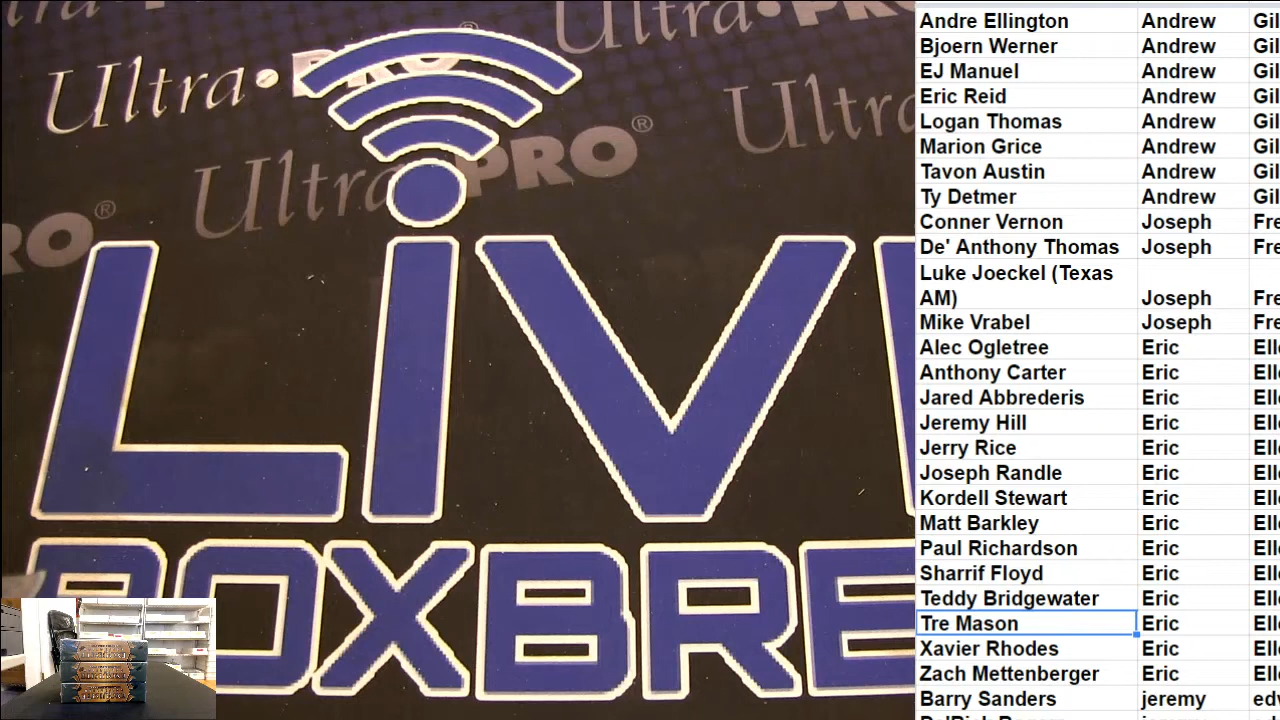 Ultra PRO®
Ultra PRO
Ultra PRO®
Ultra
RO®
LiV
BOXBRE
Andre Ellington Andrew Gil
Bjoern Werner Andrew Gil
EJ Manuel Andrew Gil
Eric Reid Andrew Gil
Logan Thomas Andrew Gil
Marion Grice Andrew Gil
Tavon Austin Andrew Gil
Ty Detmer Andrew Gil
Conner Vernon Joseph Fre
De' Anthony Thomas Joseph Fre
Luke Joeckel (Texas
AM) Joseph Fre
Mike Vrabel Joseph Fre
Alec Ogletree Eric Elle
Anthony Carter Eric Elle
Jared Abbrederis Eric Elle
Jeremy Hill Eric Elle
Jerry Rice Eric Elle
Joseph Randle Eric Elle
Kordell Stewart Eric Elle
Matt Barkley Eric Elle
Paul Richardson Eric Elle
Sharrif Floyd Eric Elle
Teddy Bridgewater Eric Elle
Tre Mason Eric Elle
Xavier Rhodes Eric Elle
Zach Mettenberger Eric Elle
Barry Sanders jeremy edw